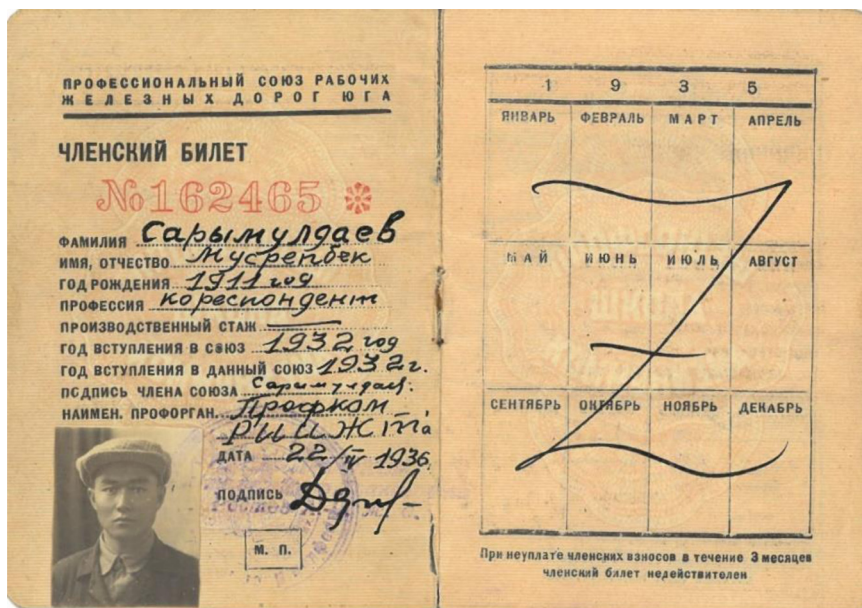 ПРОФЕССИОНАЛЬНЫЙ СОЮЗ РАБОЧИХ
ЖЕЛЕЗНЫХ ДОРОГ ЮГА
ЧЛЕНСКИЙ БИЛЕТ
№162465
ФАМИЛИЯ Сарымулдаев
ИМЯ, ОТЧЕСТВО Жусрепбек
ГОД РОЖДЕНИЯ 1911 год
ПРОФЕССИЯ кореспондент
ПРОИЗВОДСТВЕННЫЙ СТАЖ —
ГОД ВСТУПЛЕНИЯ В СОЮЗ 1932 год
ГОД ВСТУПЛЕНИЯ В ДАННЫЙ СОЮЗ 1932 г.
ПОДПИСЬ ЧЛЕНА СОЮЗА Сарымулдаев.
НАИМЕН. ПРОФОРГАН. Профком
РИИЖТа
ДАТА 22/IV 1936
ПОДПИСЬ
М. П.
1 9 3 5
ЯНВАРЬ ФЕВРАЛЬ МАРТ АПРЕЛЬ
МАЙ ИЮНЬ ИЮЛЬ АВГУСТ
СЕНТЯБРЬ ОКТЯБРЬ НОЯБРЬ ДЕКАБРЬ
При неуплате членских взносов в течение 3 месяцев
членский билет недействителен